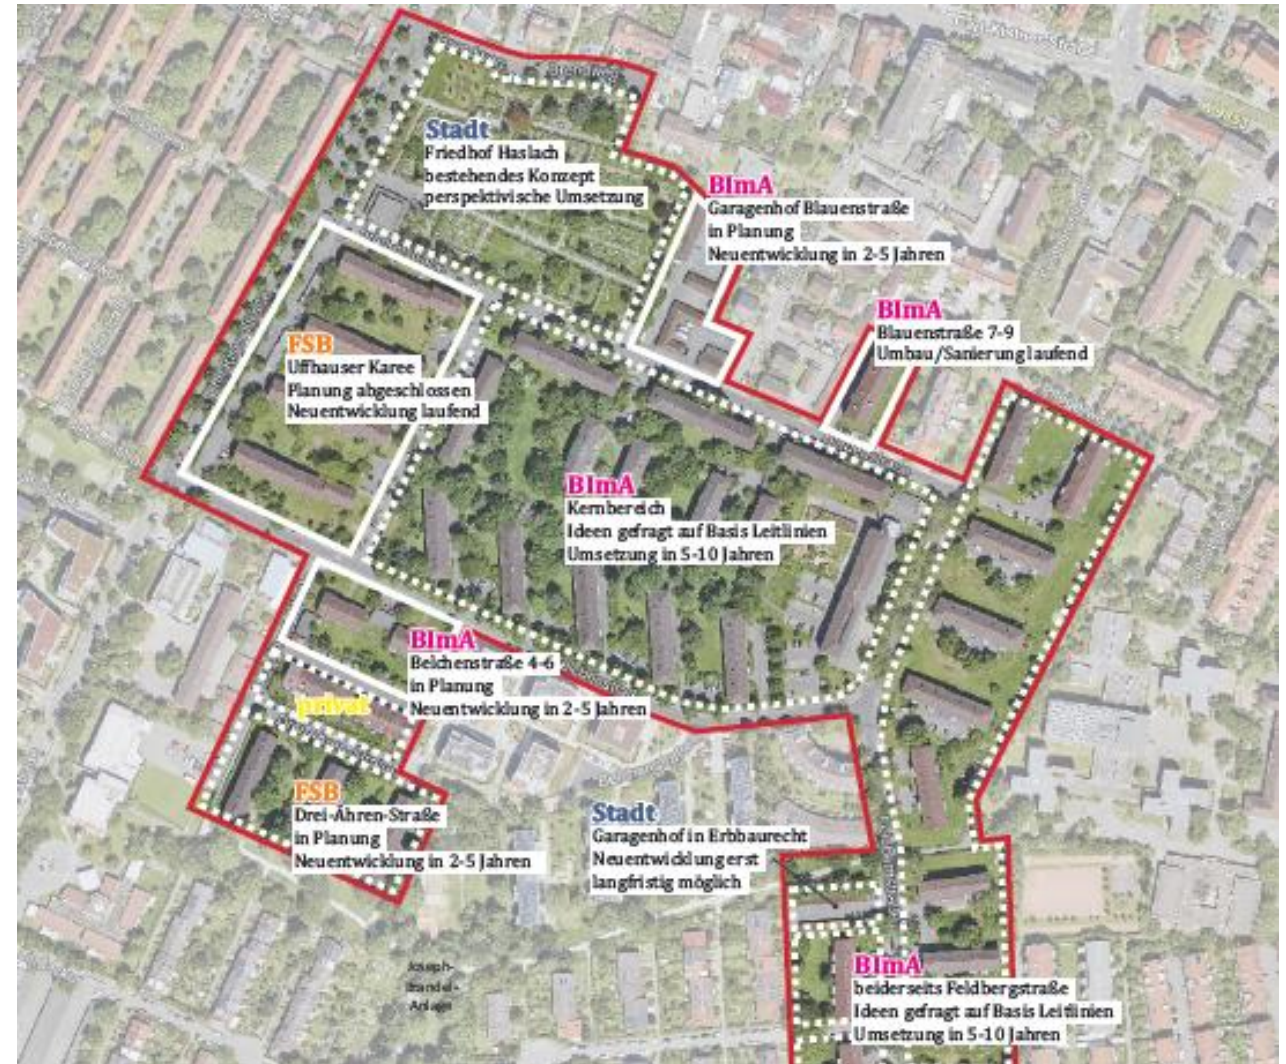 Stadt
Friedhof Haslach
bestehendes Konzept
perspektivische Umsetzung
BImA
Garagenhof Blauenstraße
in Planung
Neuentwicklung in 2-5 Jahren
BImA
Blauenstraße 7-9
Umbau/Sanierung laufend
FSB
Uffhauser Karee
Planung abgeschlossen
Neuentwicklung laufend
BImA
Kernbereich
Ideen gefragt auf Basis Leitlinien
Umsetzung in 5-10 Jahren
BImA
Belchenstraße 4-6
in Planung
Neuentwicklung in 2-5 Jahren
privat
FSB
Drei-Ähren-Straße
in Planung
Neuentwicklung in 2-5 Jahren
Stadt
Garagenhof in Erbbaurecht
Neuentwicklung erst
langfristig möglich
BImA
beiderseits Feldbergstraße
Ideen gefragt auf Basis Leitlinien
Umsetzung in 5-10 Jahren
Joseph-
Brandel-
Anlage